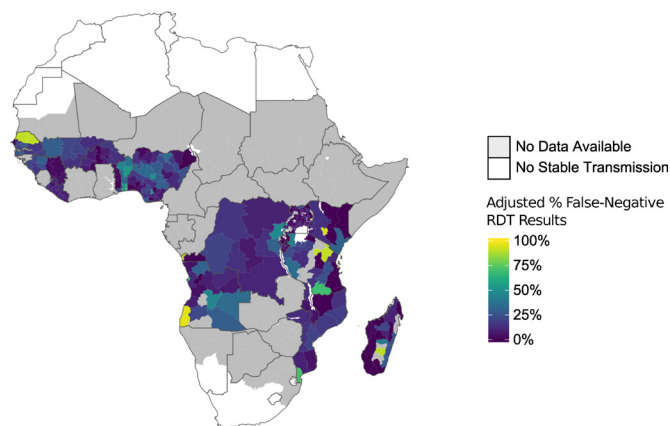 No Data Available
No Stable Transmission
Adjusted % False-Negative
RDT Results
100%
75%
50%
25%
0%